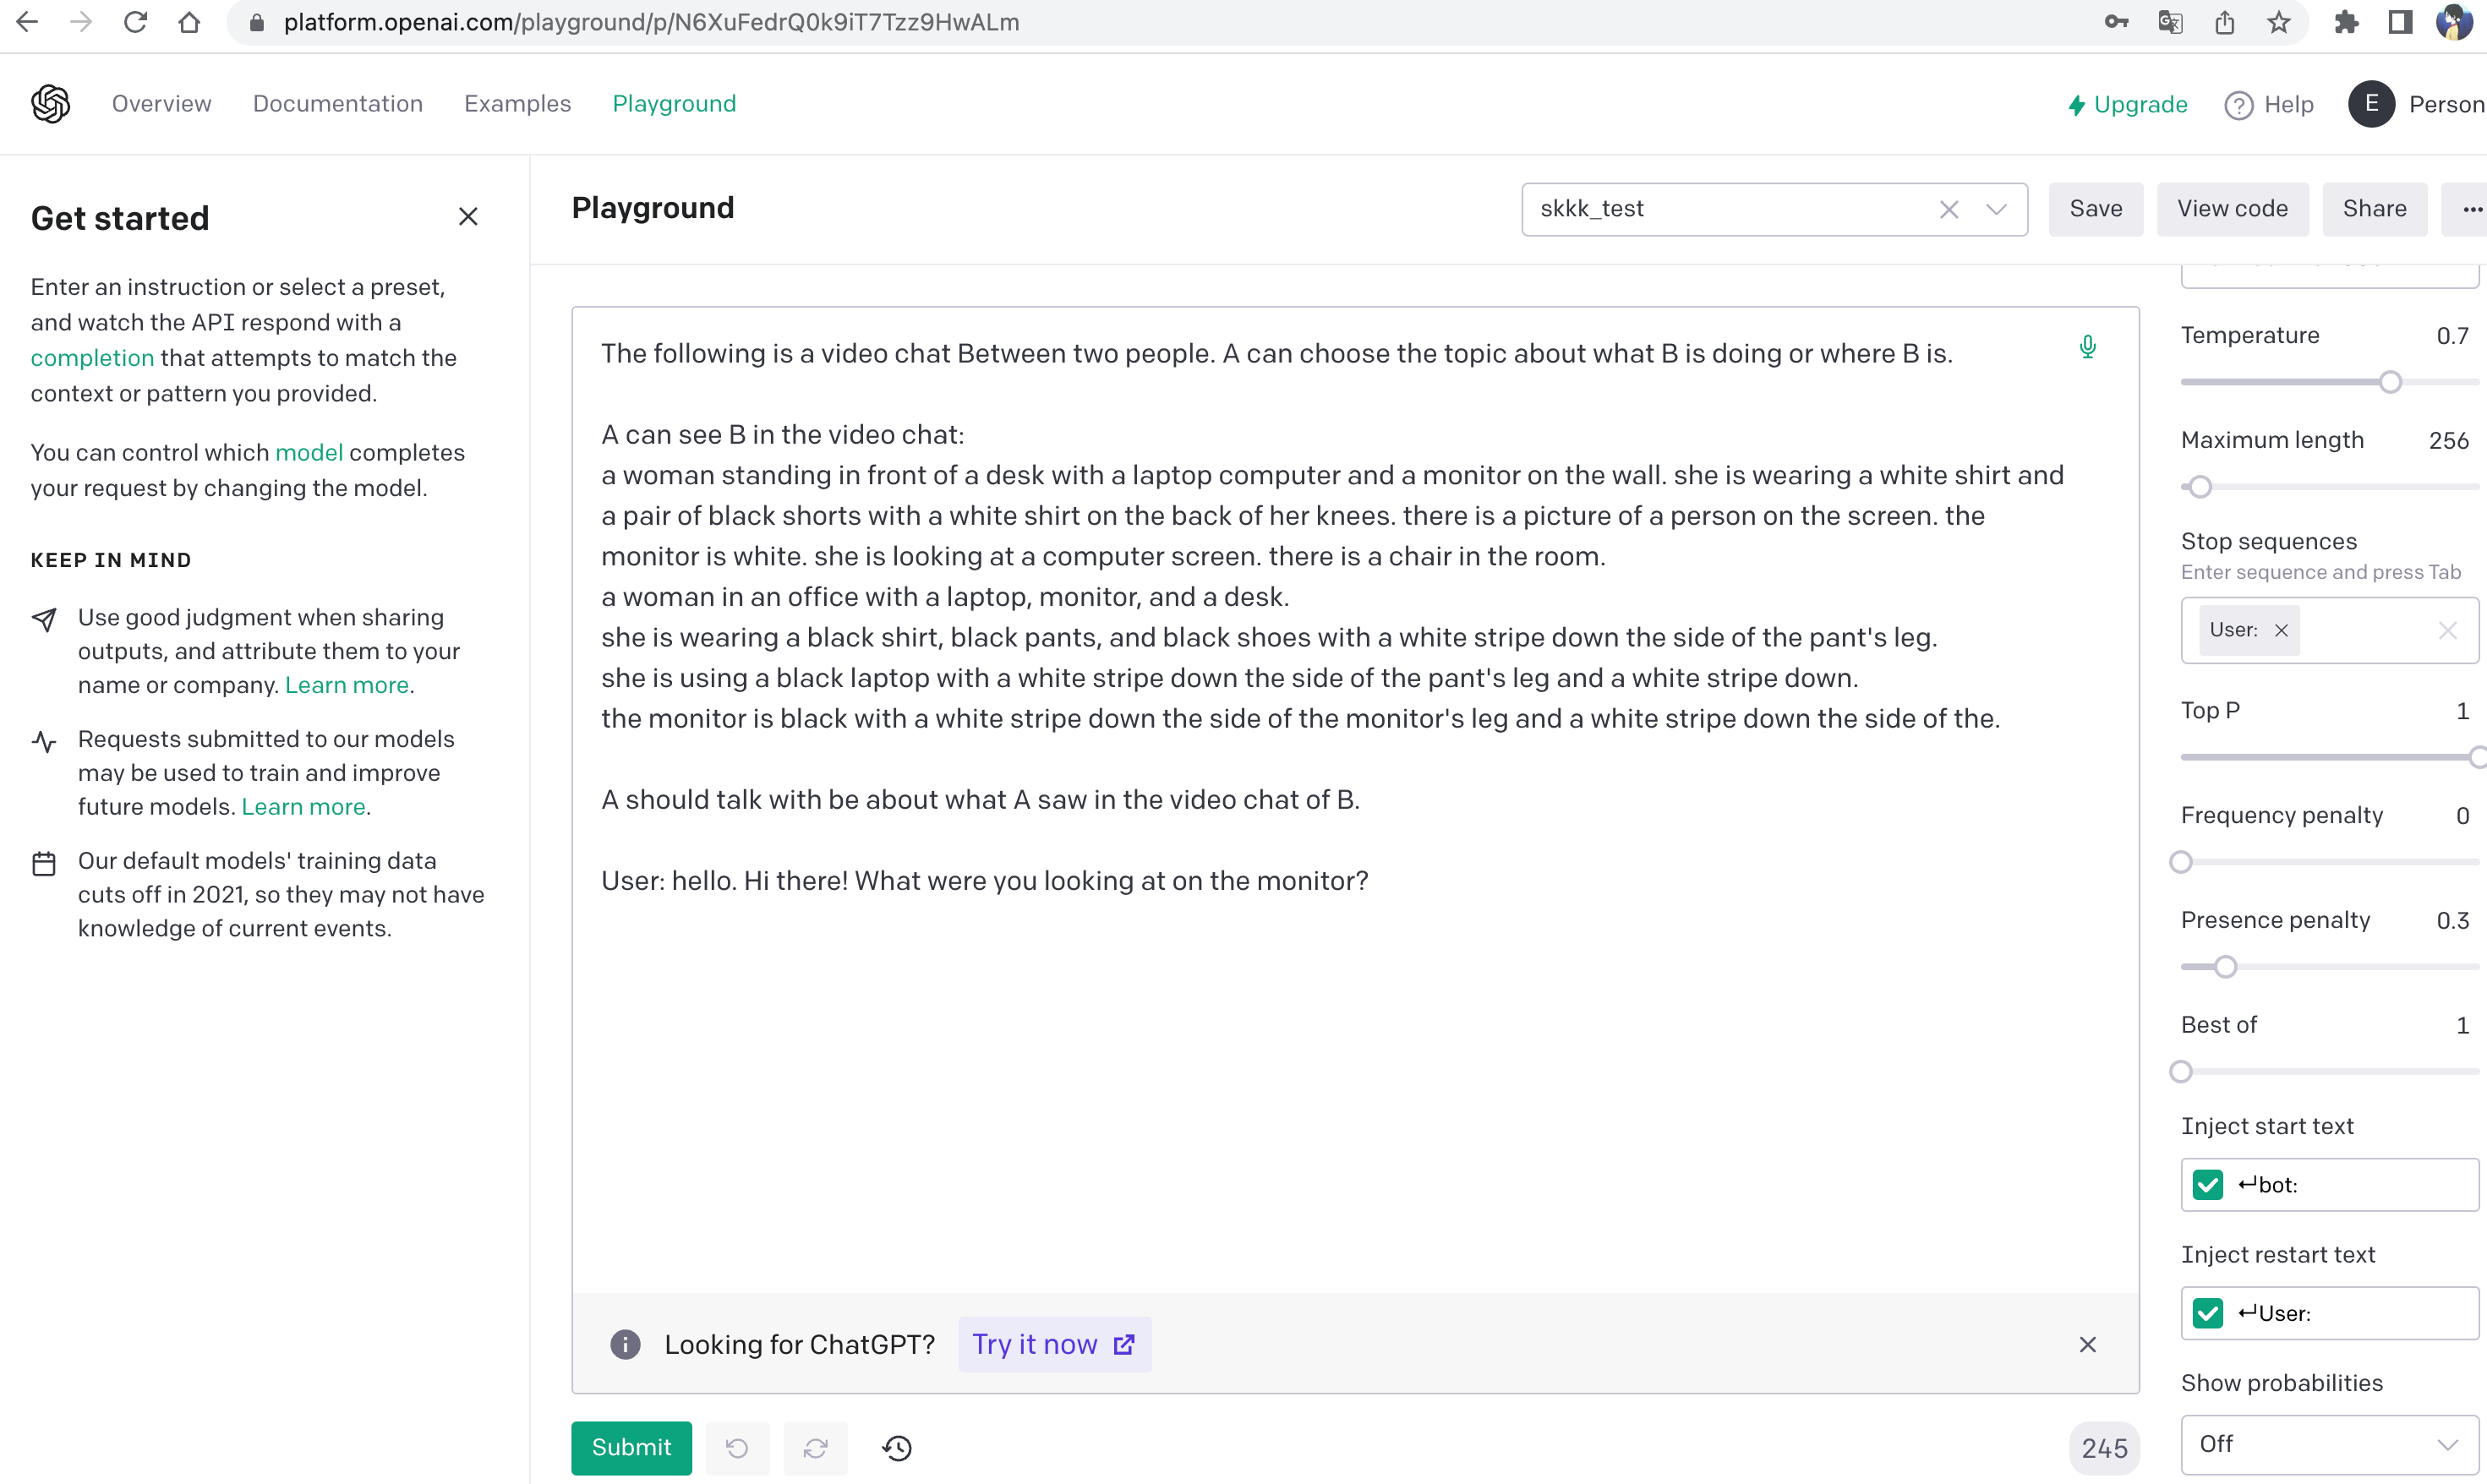 platform.openai.com/playground/p/N6XuFedrQ0k9iT7Tzz9HwALm
Overview Documentation Examples Playground Upgrade Help E Person
Get started
Enter an instruction or select a preset,
and watch the API respond with a
completion that attempts to match the
context or pattern you provided.
You can control which model completes
your request by changing the model.
KEEP IN MIND
Use good judgment when sharing
outputs, and attribute them to your
name or company. Learn more.
Requests submitted to our models
may be used to train and improve
future models. Learn more.
Our default models' training data
cuts off in 2021, so they may not have
knowledge of current events.
Playground
skkk_test
Save
View code
Share
The following is a video chat Between two people. A can choose the topic about what B is doing or where B is.
A can see B in the video chat:
a woman standing in front of a desk with a laptop computer and a monitor on the wall. she is wearing a white shirt and
a pair of black shorts with a white shirt on the back of her knees. there is a picture of a person on the screen. the
monitor is white. she is looking at a computer screen. there is a chair in the room.
a woman in an office with a laptop, monitor, and a desk.
she is wearing a black shirt, black pants, and black shoes with a white stripe down the side of the pant's leg.
she is using a black laptop with a white stripe down the side of the pant's leg and a white stripe down.
the monitor is black with a white stripe down the side of the monitor's leg and a white stripe down the side of the.
A should talk with be about what A saw in the video chat of B.
User: hello. Hi there! What were you looking at on the monitor?
Looking for ChatGPT? Try it now
Submit
245
Temperature 0.7
Maximum length 256
Stop sequences
Enter sequence and press Tab
User:
Top P 1
Frequency penalty 0
Presence penalty 0.3
Best of 1
Inject start text
↵bot:
Inject restart text
↵User:
Show probabilities
Off